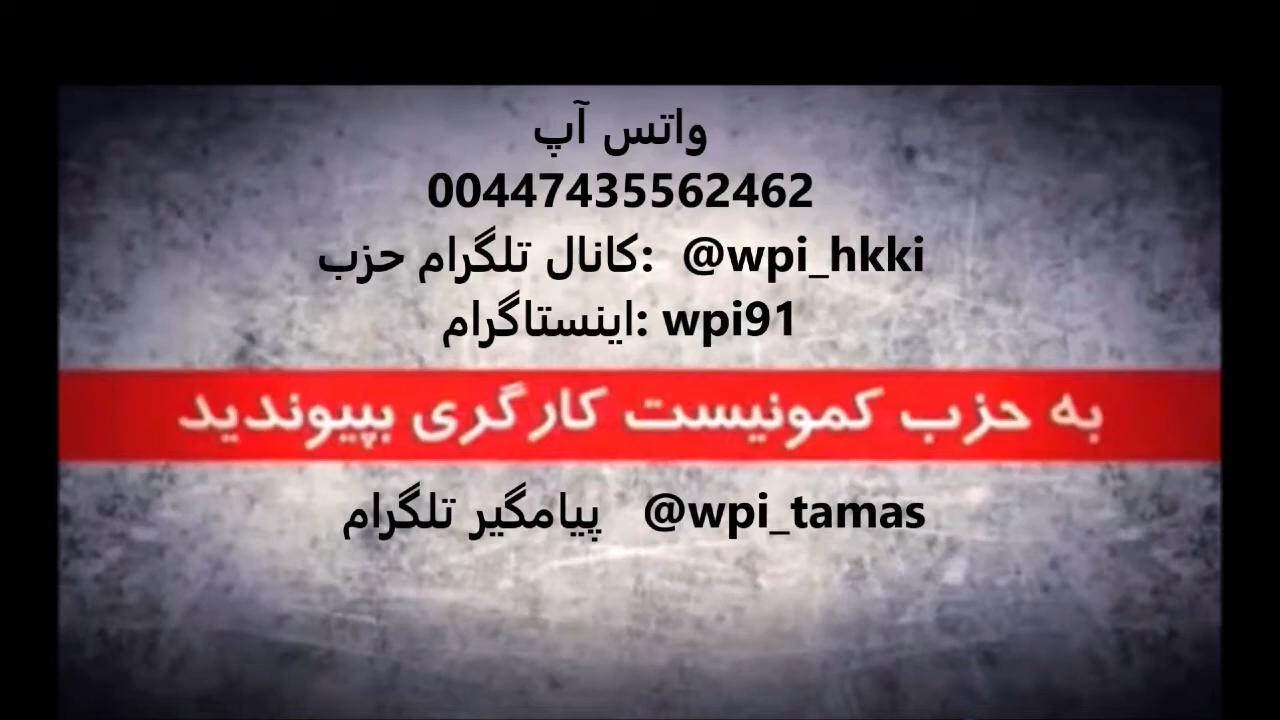 واتس آپ
00447435562462
کانال تلگرام حزب: @wpi_hkki
اینستاگرام: wpi91
به حزب کمونیست کارگری بپیوندید
پیامگیر تلگرام @wpi_tamas